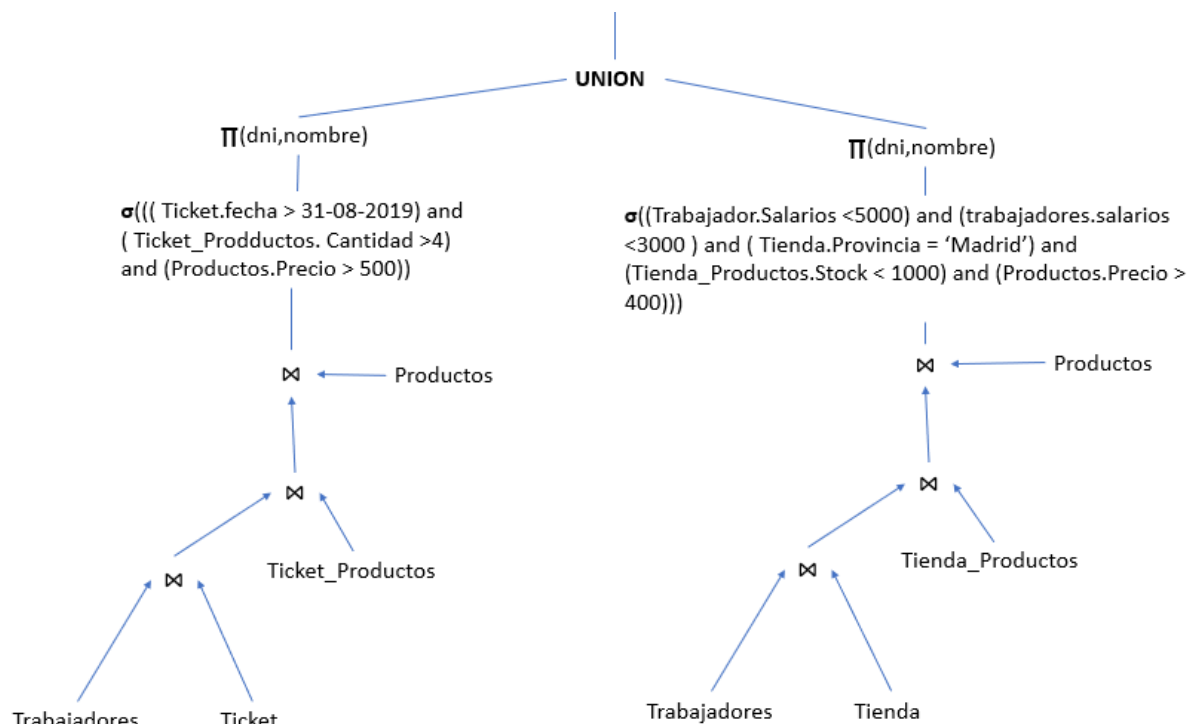 UNION
∏(dni,nombre)
∏(dni,nombre)
σ((( Ticket.fecha > 31-08-2019) and
( Ticket_Prodductos. Cantidad >4)
and (Productos.Precio > 500))
σ((Trabajador.Salarios <5000) and (trabajadores.salarios
<3000 ) and ( Tienda.Provincia = ‘Madrid’) and
(Tienda_Productos.Stock < 1000) and (Productos.Precio >
400)))
⋈
Productos
⋈
Productos
⋈
⋈
Ticket_Productos
Tienda_Productos
⋈
⋈
Trabajadores
Ticket
Trabajadores
Tienda